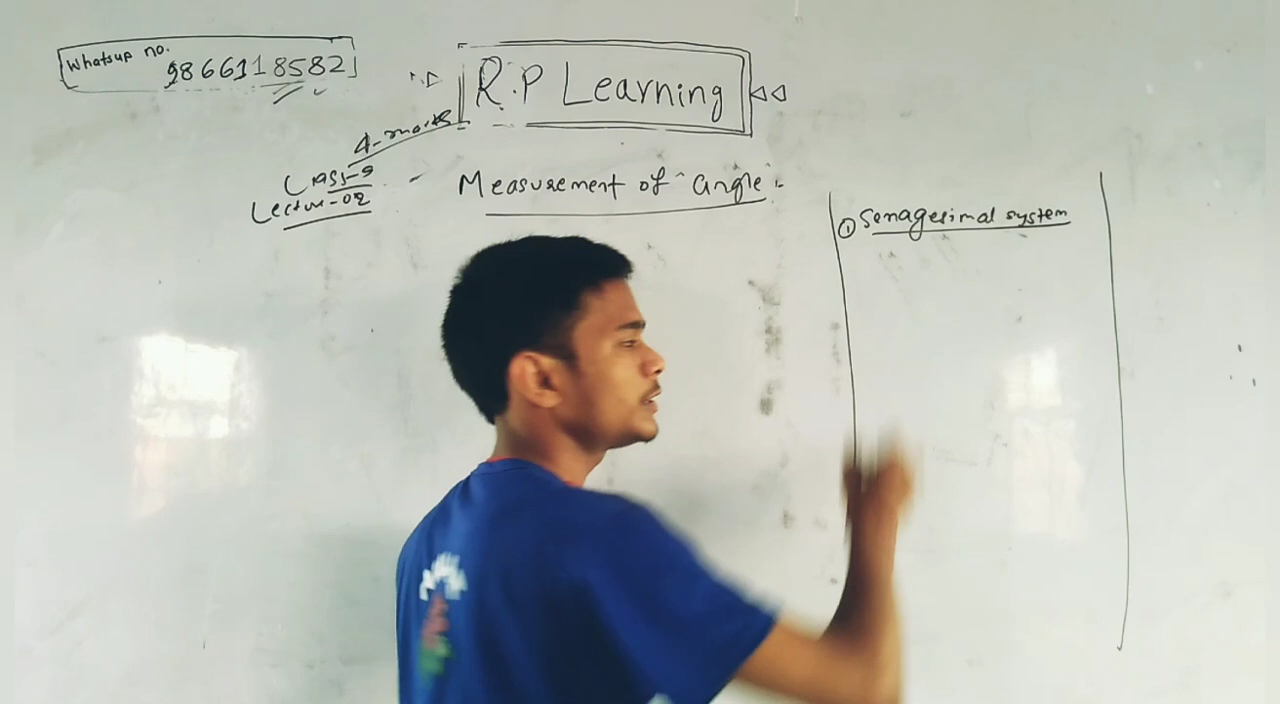 Whatsup no.
9866118582
R.P Learning
4-marks
Class-9
Lecture-02
Measurement of "angle":-
① Senagesimal system